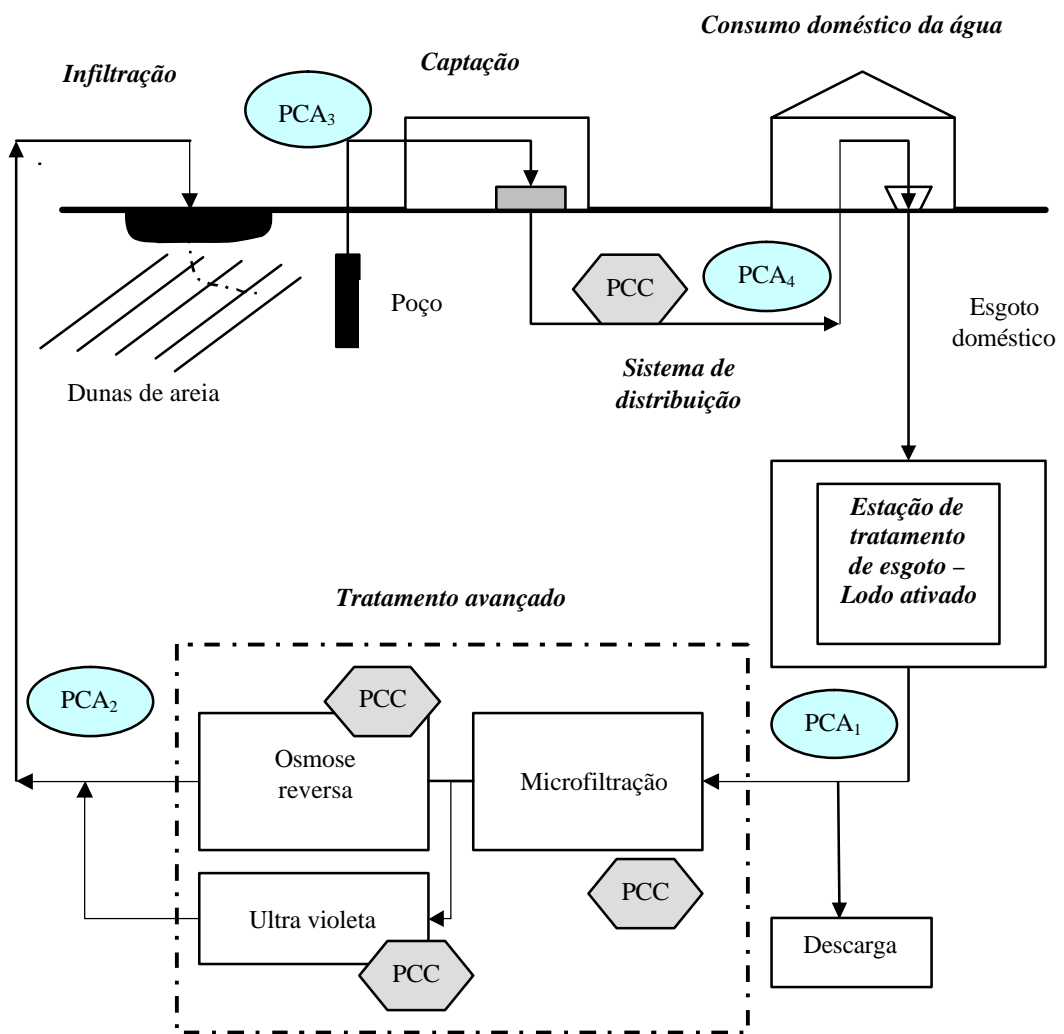 Consumo doméstico da água
Captação
Infiltração
PCA₃
PCC
PCA₄
Poço
Esgoto
doméstico
Dunas de areia
Sistema de
distribuição
Estação de
tratamento
de esgoto –
Lodo ativado
Tratamento avançado
PCA₂
PCC
PCA₁
Osmose
reversa
Microfiltração
PCC
Ultra violeta
PCC
Descarga